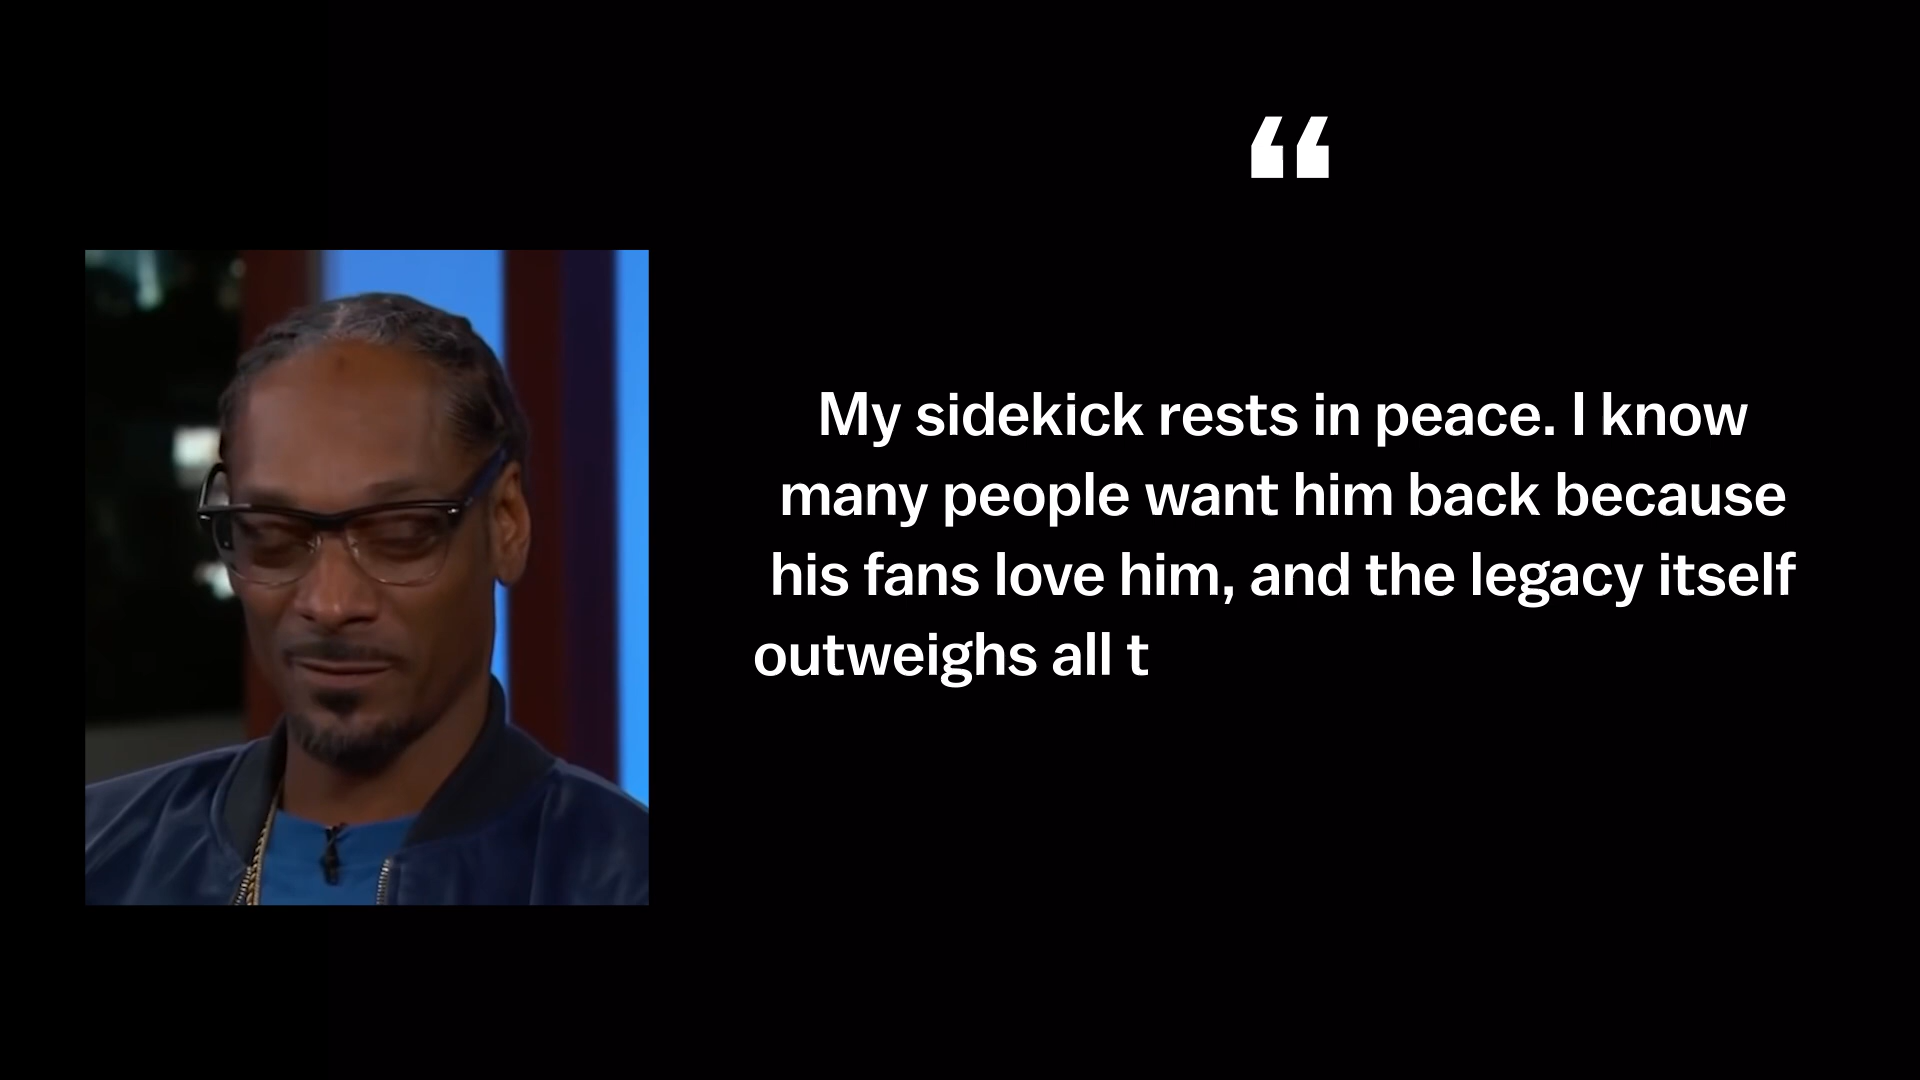 “
My sidekick rests in peace. I know
many people want him back because
his fans love him, and the legacy itself
outweighs all t